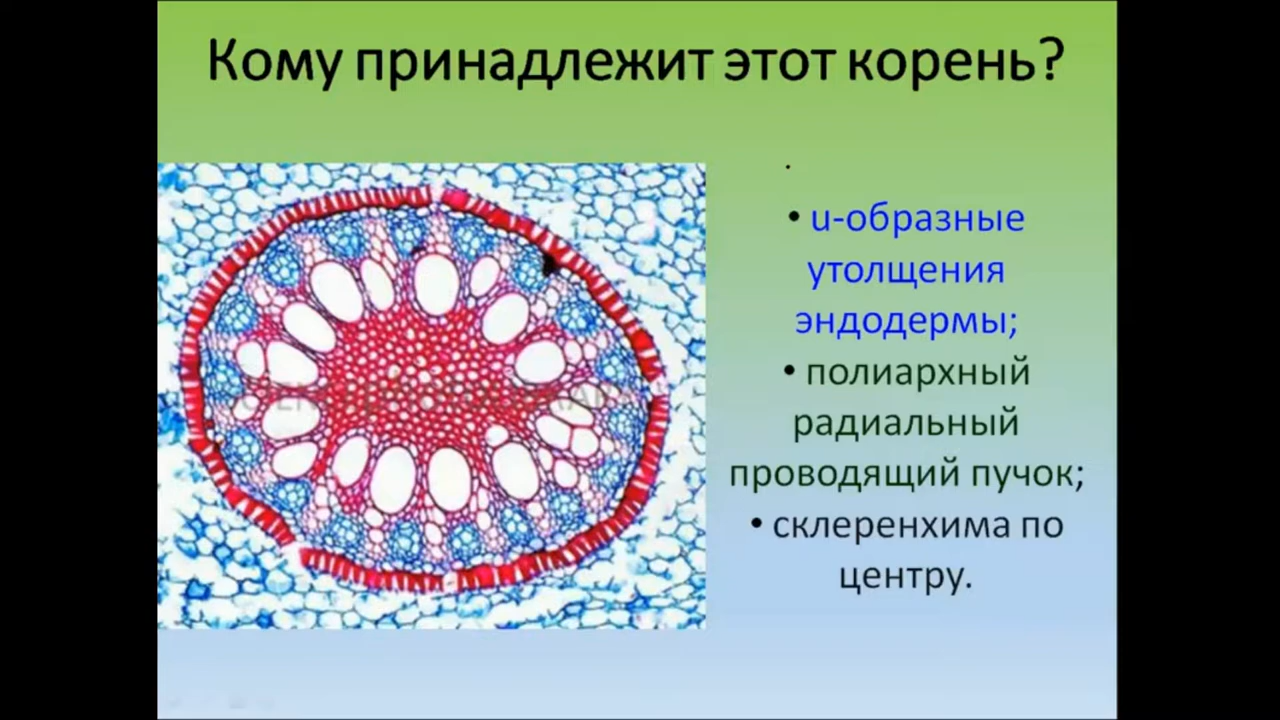 Кому принадлежит этот корень?
•
• u-образные
утолщения
эндодермы;
• полиархный
радиальный
проводящий пучок;
• склеренхима по
центру.